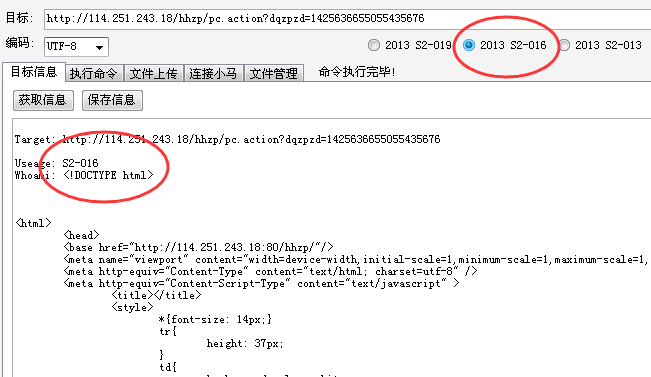 目标: http://114.251.243.18/hhzp/pc.action?dqzpzd=1425636655055435676
编码: UTF-8 2013 S2-019 2013 S2-016 2013 S2-013
目标信息 执行命令 文件上传 连接小马 文件管理 命令执行完毕!
获取信息 保存信息
Target: http://114.251.243.18/hhzp/pc.action?dqzpzd=1425636655055435676
Useage: S2-016
Whoami: <!DOCTYPE html>
<html>
<head>
<base href="http://114.251.243.18:80/hhzp/"/>
<meta name="viewport" content="width=device-width,initial-scale=1,minimum-scale=1,maximum-scale=1,
<meta http-equiv="Content-Type" content="text/html; charset=utf-8" />
<meta http-equiv="Content-Script-Type" content="text/javascript" >
<title></title>
<style>
*{font-size: 14px;}
tr{
height: 37px;
}
td{